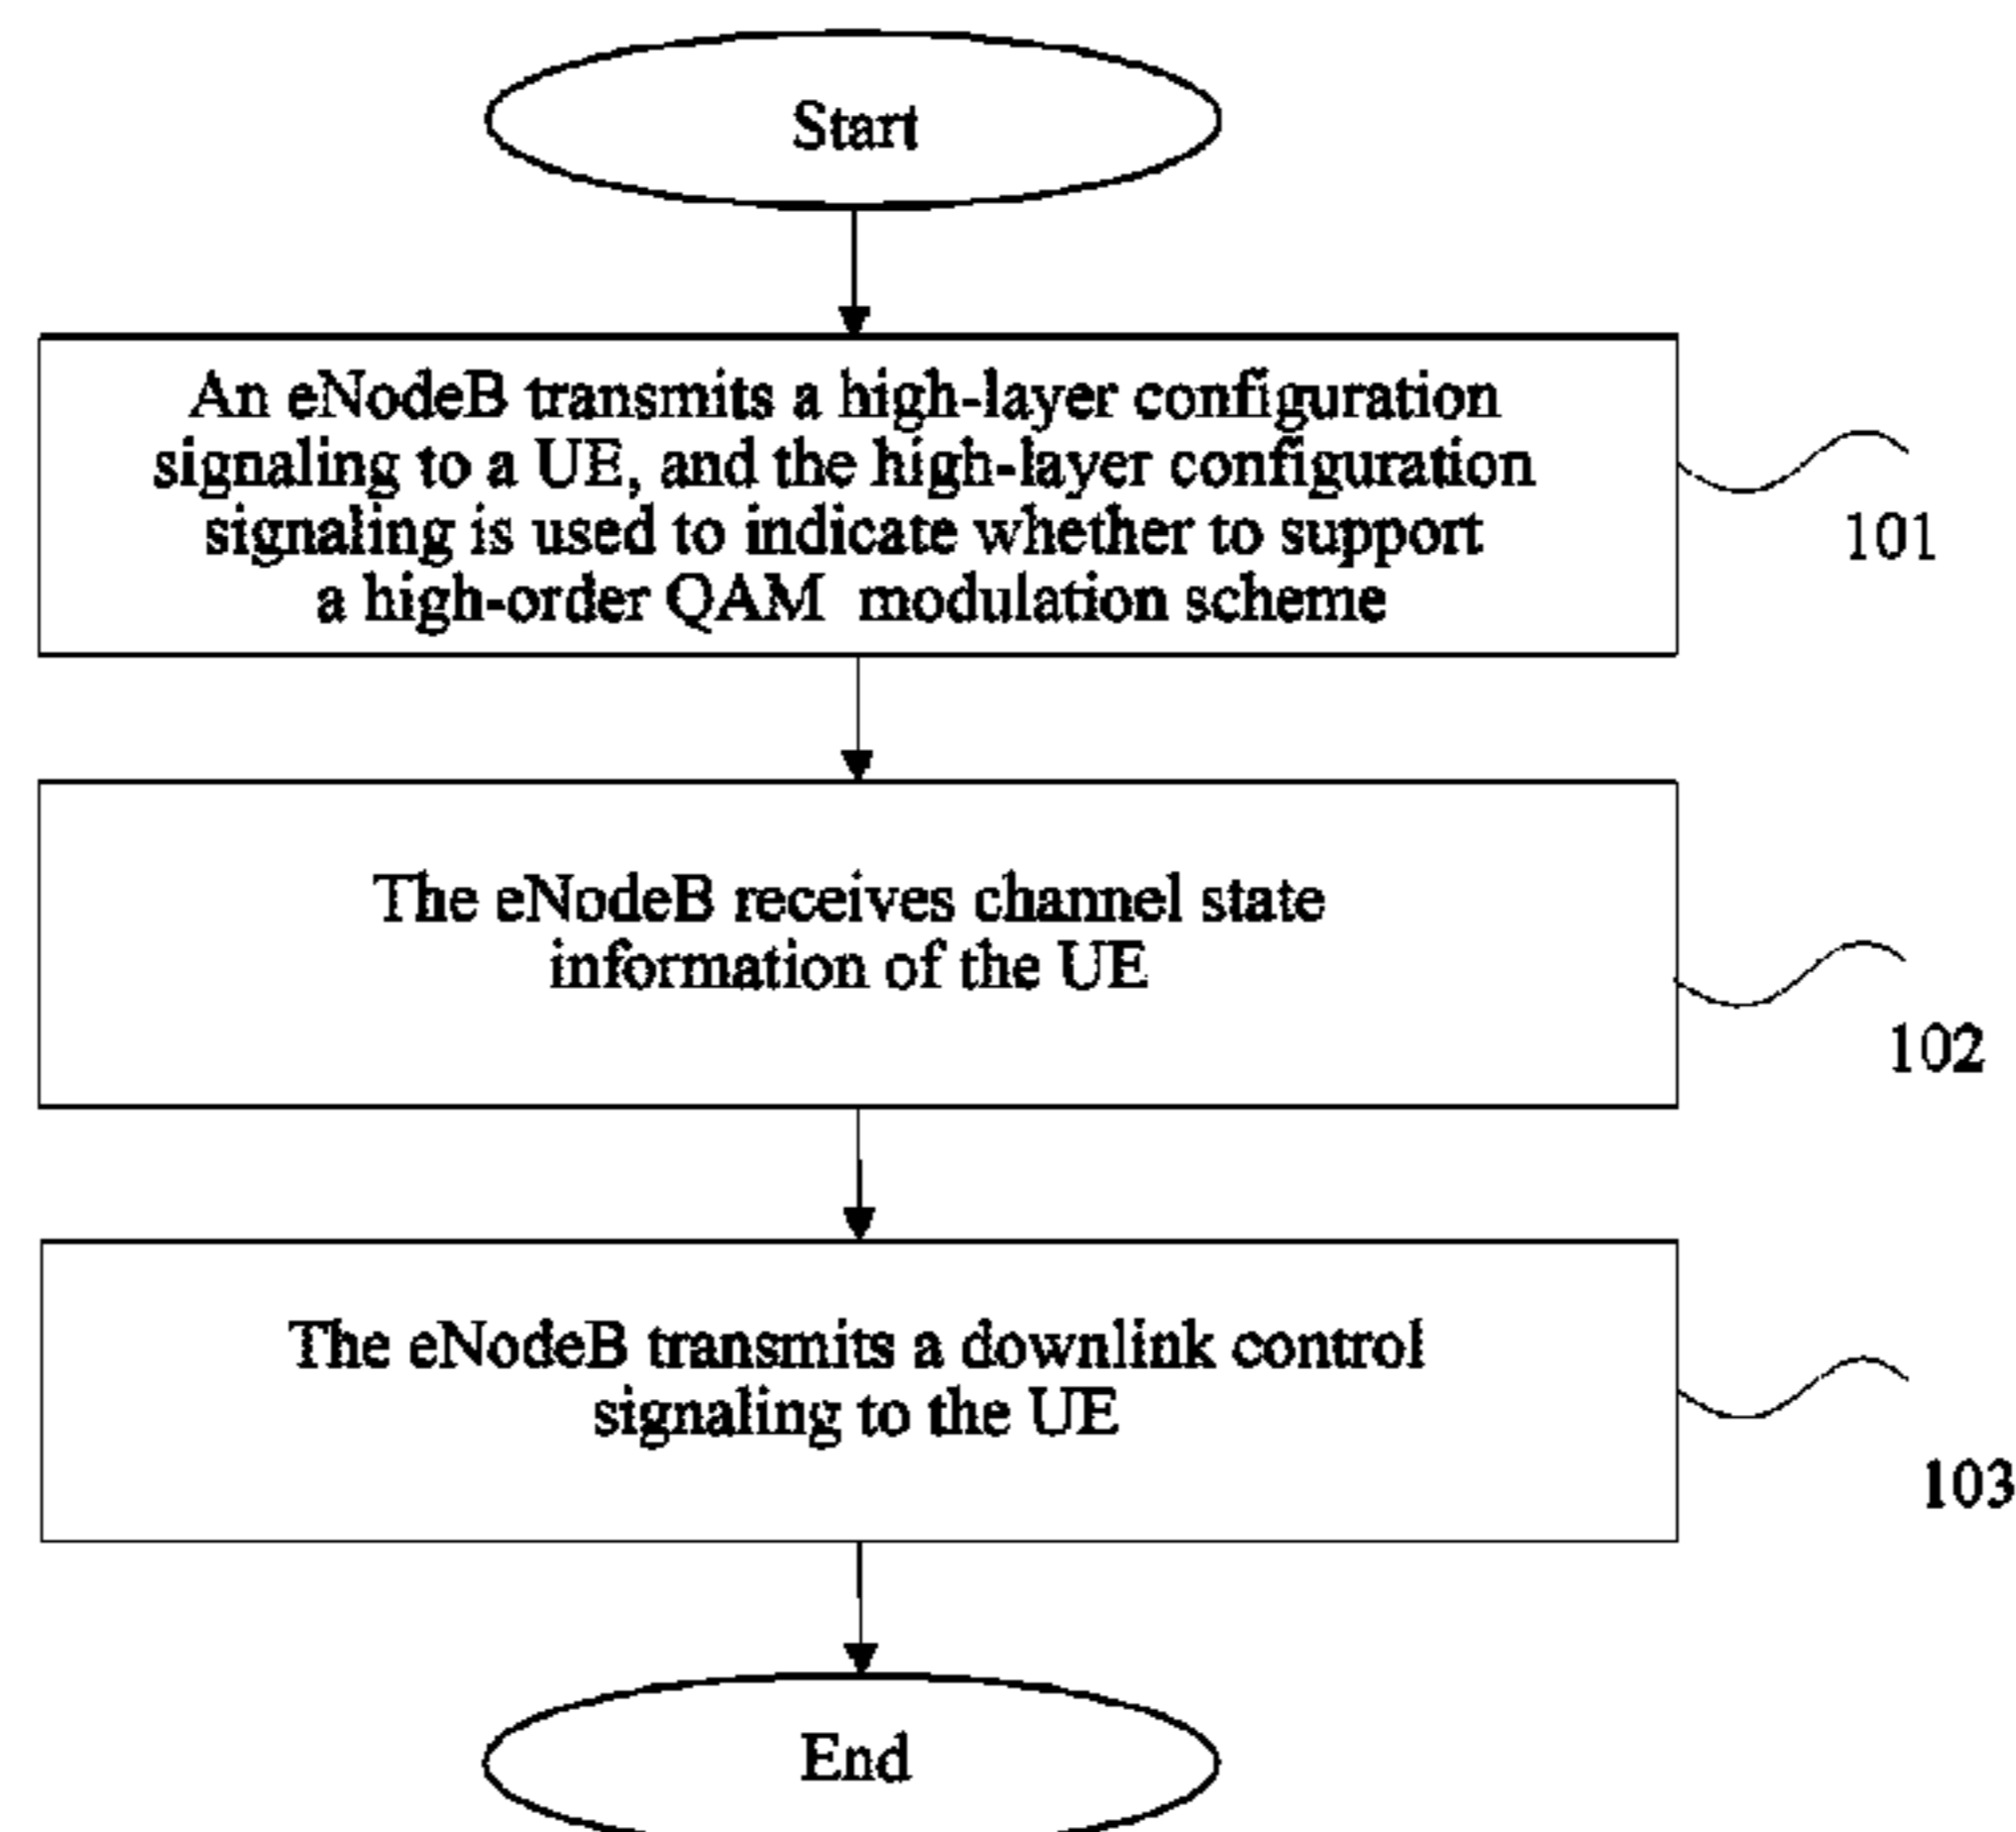 Start
An eNodeB transmits a high-layer configuration
signaling to a UE, and the high-layer configuration
signaling is used to indicate whether to support
a high-order QAM modulation scheme
101
The eNodeB receives channel state
information of the UE
102
The eNodeB transmits a downlink control
signaling to the UE
103
End